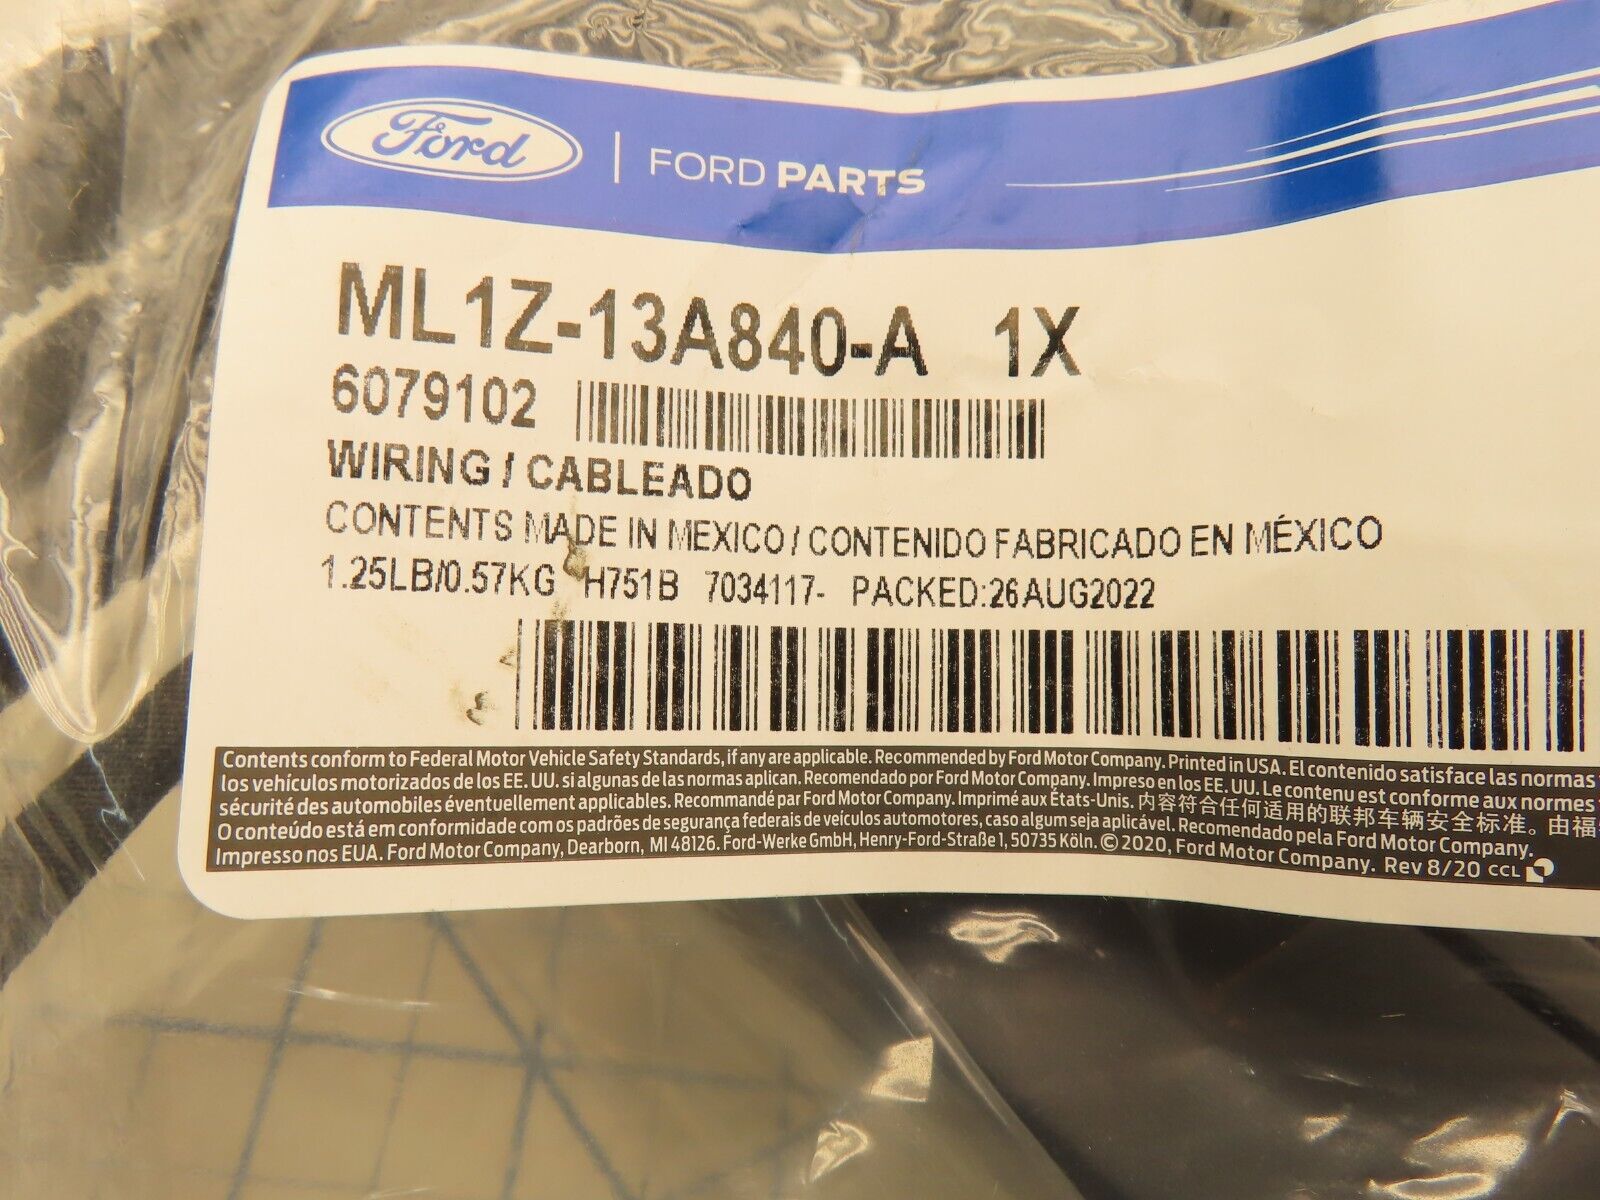 Ford | FORD PARTS
ML1Z-13A840-A 1X
6079102
WIRING / CABLEADO
CONTENTS MADE IN MEXICO / CONTENIDO FABRICADO EN MÉXICO
1.25LB/0.57KG H751B 7034117- PACKED:26AUG2022
Contents conform to Federal Motor Vehicle Safety Standards, if any are applicable. Recommended by Ford Motor Company. Printed in USA. El contenido satisface las normas
los vehículos motorizados de los EE. UU. si algunas de las normas aplican. Recomendado por Ford Motor Company. Impreso en los EE. UU. Le contenu est conforme aux normes
sécurité des automobiles éventuellement applicables. Recommandé par Ford Motor Company. Imprimé aux États-Unis. 内容符合任何适用的联邦车辆安全标准。由福
O conteúdo está em conformidade com os padrões de segurança federais de veículos automotores, caso algum seja aplicável. Recomendado pela Ford Motor Company.
Impresso nos EUA. Ford Motor Company, Dearborn, MI 48126. Ford-Werke GmbH, Henry-Ford-Straße 1, 50735 Köln. © 2020, Ford Motor Company. Rev 8/20 CCL